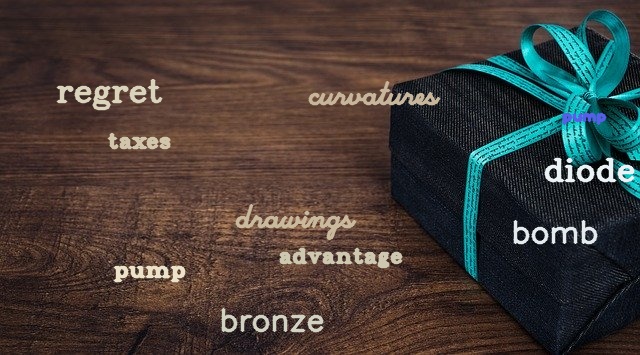 regret
curvatures
pump
taxes
diode
drawings
bomb
advantage
pump
bronze